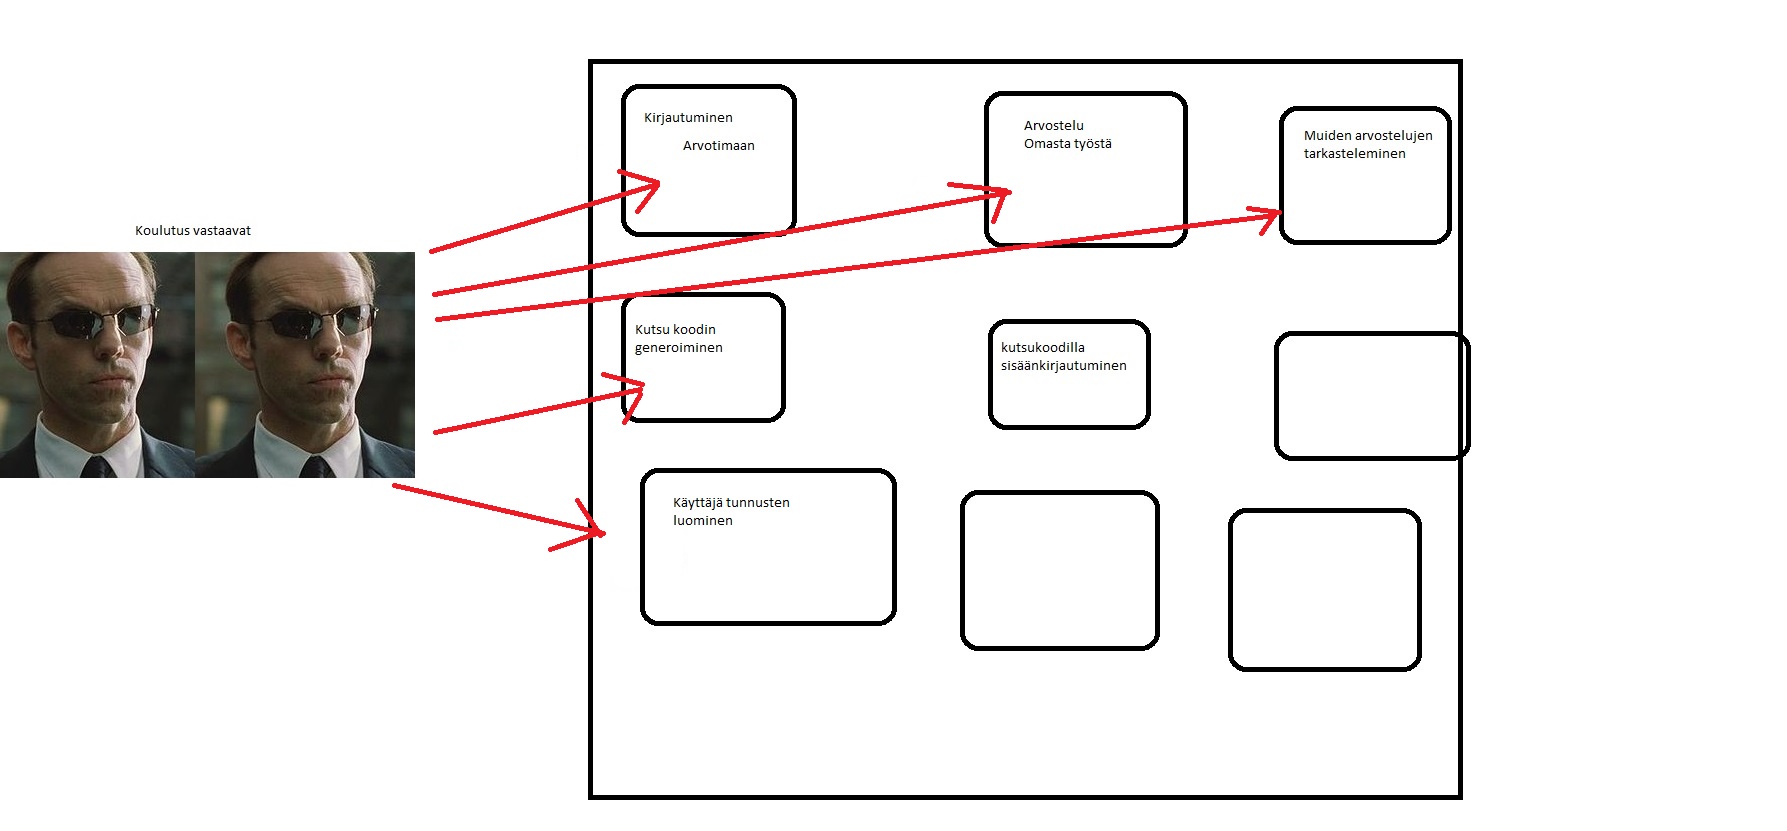 Koulutus vastaavat
Kirjautuminen
Arvotimaan
Arvostelu
Omasta työstä
Muiden arvostelujen
tarkasteleminen
Kutsu koodin
generoiminen
kutsukoodilla
sisäänkirjautuminen
Käyttäjä tunnusten
luominen